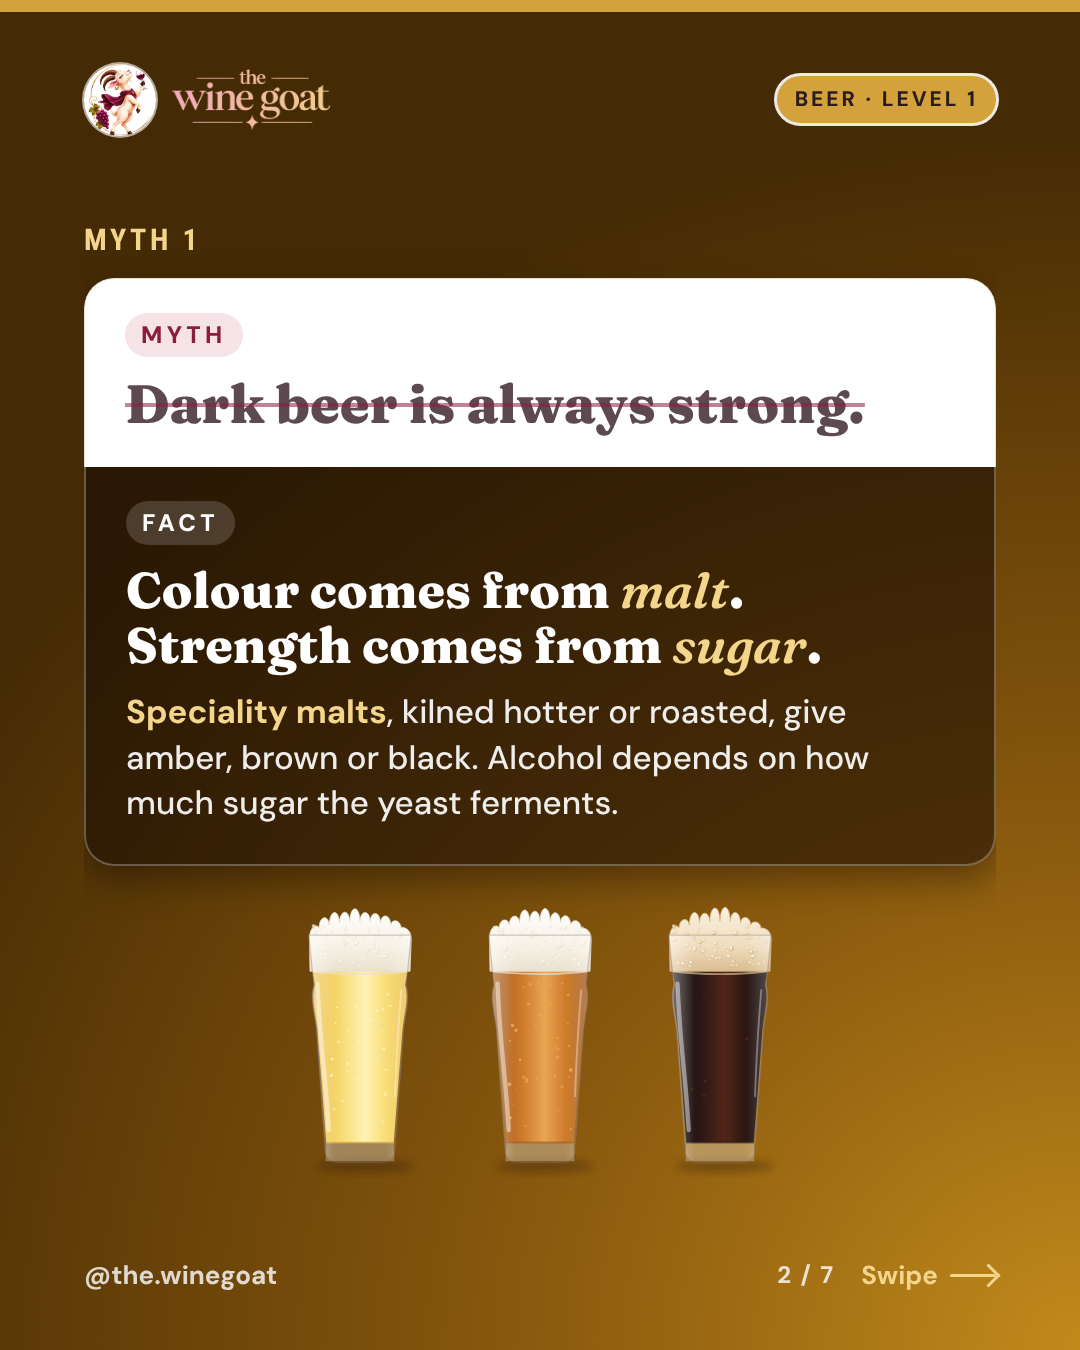 the
wine goat
BEER · LEVEL 1
MYTH 1
MYTH
Dark beer is always strong.
FACT
Colour comes from malt.
Strength comes from sugar.
Speciality malts, kilned hotter or roasted, give
amber, brown or black. Alcohol depends on how
much sugar the yeast ferments.
@the.winegoat
2 / 7
Swipe